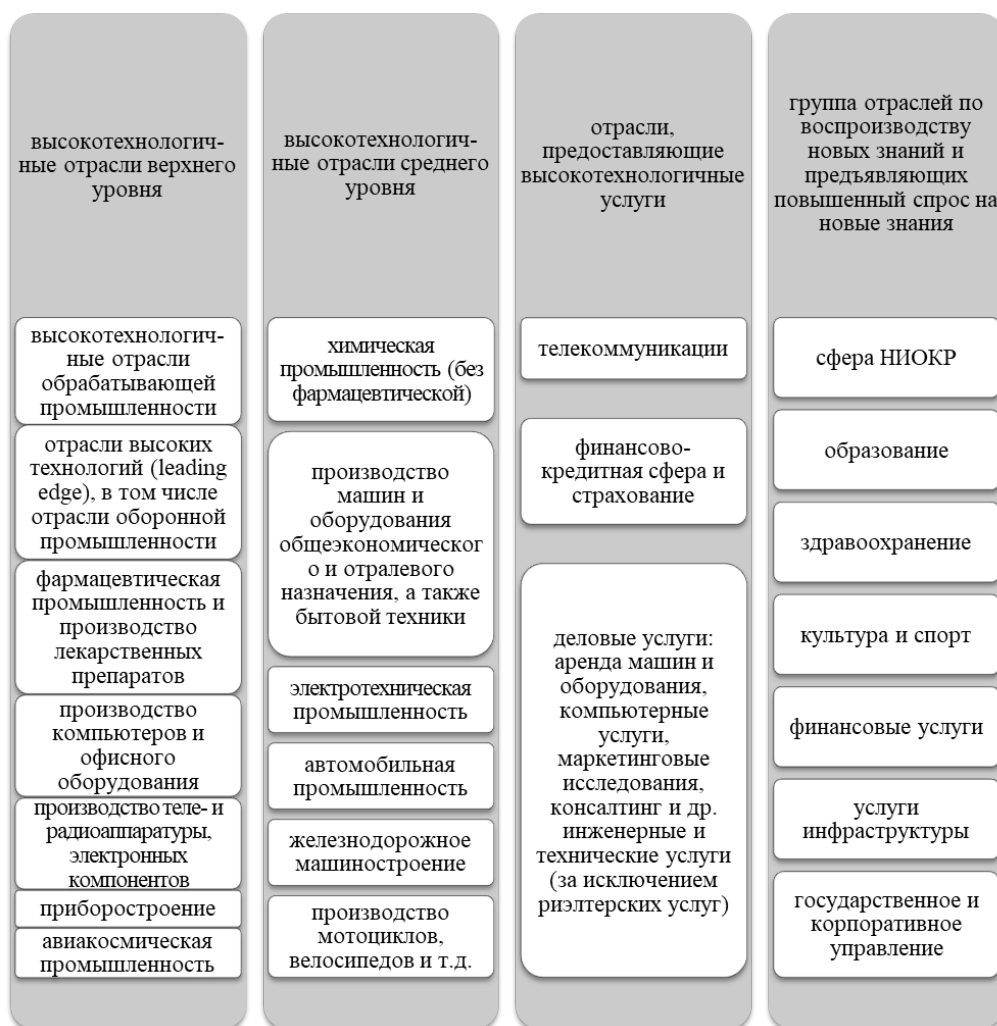 высокотехнологич-
ные отрасли верхнего
уровня
высокотехнологич-
ные отрасли обрабатывающей
промышленности
отрасли высоких
технологий (leading
edge), в том числе
отрасли оборонной
промышленности
фармацевтическая
промышленность и
производство
лекарственных
препаратов
производство
компьютеров и
офисного
оборудования
производство теле- и
радиоаппаратуры,
электронных
компонентов
приборостроение
авиакосмическая
промышленность
высокотехнологич-
ные отрасли среднего
уровня
химическая
промышленность (без
фармацевтической)
производство
машин и
оборудования
общеэкономическог
о и отралевого
назначения, а также
бытовой техники
электротехническая
промышленность
автомобильная
промышленность
железнодорожное
машиностроение
производство
мотоциклов,
велосипедов и т.д.
отрасли,
предоставляющие
высокотехнологичные
услуги
телекоммуникации
финансово-
кредитная сфера и
страхование
деловые услуги:
аренда машин и
оборудования,
компьютерные
услуги,
маркетинговые
исследования,
консалтинг и др.
инженерные и
технические услуги
(за исключением
риэлтерских услуг)
группа отраслей по
воспроизводству
новых знаний и
предъявляющих
повышенный спрос на
новые знания
сфера НИОКР
образование
здравоохранение
культура и спорт
финансовые услуги
услуги
инфраструктуры
государственное и
корпоративное
управление